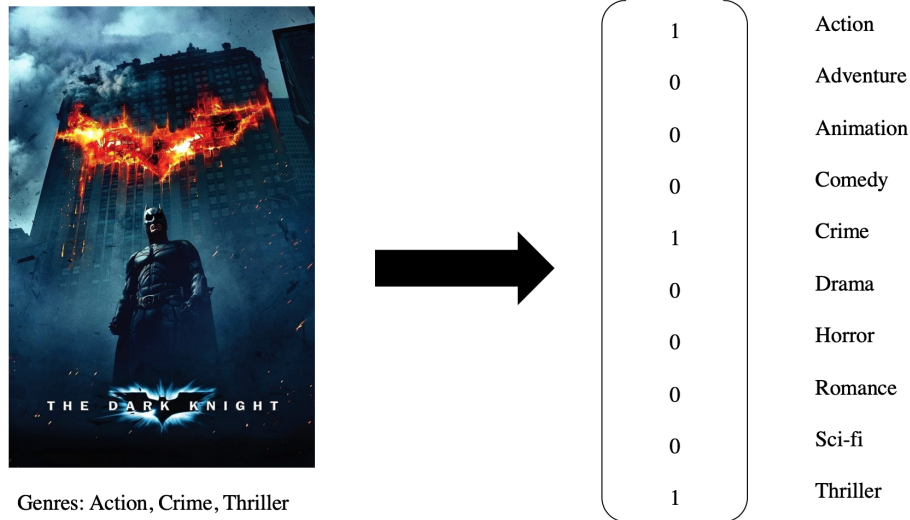 THE DARK KNIGHT
Genres: Action, Crime, Thriller
1 Action
0 Adventure
0 Animation
0 Comedy
1 Crime
0 Drama
0 Horror
0 Romance
0 Sci-fi
1 Thriller